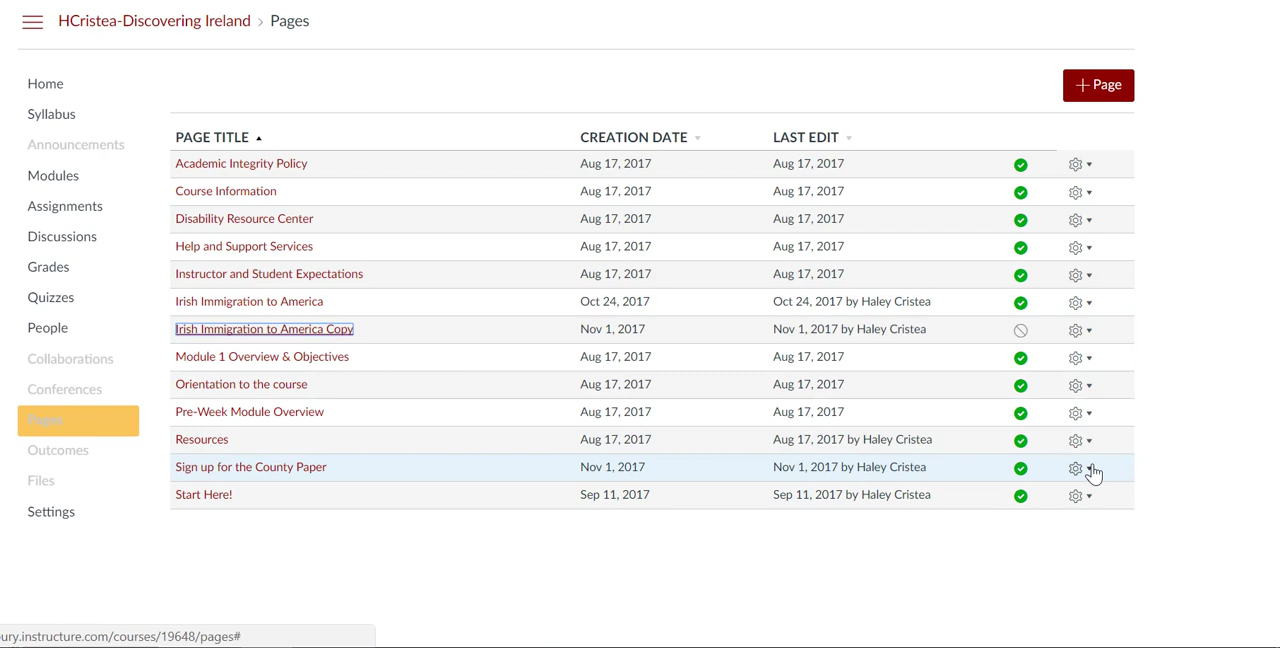 HCristea-Discovering Ireland > Pages
+ Page
Home
Syllabus
Announcements
Modules
Assignments
Discussions
Grades
Quizzes
People
Collaborations
Conferences
Pages
Outcomes
Files
Settings
PAGE TITLE CREATION DATE LAST EDIT
Academic Integrity Policy Aug 17, 2017 Aug 17, 2017
Course Information Aug 17, 2017 Aug 17, 2017
Disability Resource Center Aug 17, 2017 Aug 17, 2017
Help and Support Services Aug 17, 2017 Aug 17, 2017
Instructor and Student Expectations Aug 17, 2017 Aug 17, 2017
Irish Immigration to America Oct 24, 2017 Oct 24, 2017 by Haley Cristea
Irish Immigration to America Copy Nov 1, 2017 Nov 1, 2017 by Haley Cristea
Module 1 Overview & Objectives Aug 17, 2017 Aug 17, 2017
Orientation to the course Aug 17, 2017 Aug 17, 2017
Pre-Week Module Overview Aug 17, 2017 Aug 17, 2017
Resources Aug 17, 2017 Aug 17, 2017 by Haley Cristea
Sign up for the County Paper Nov 1, 2017 Nov 1, 2017 by Haley Cristea
Start Here! Sep 11, 2017 Sep 11, 2017 by Haley Cristea
ury.instructure.com/courses/19648/pages#